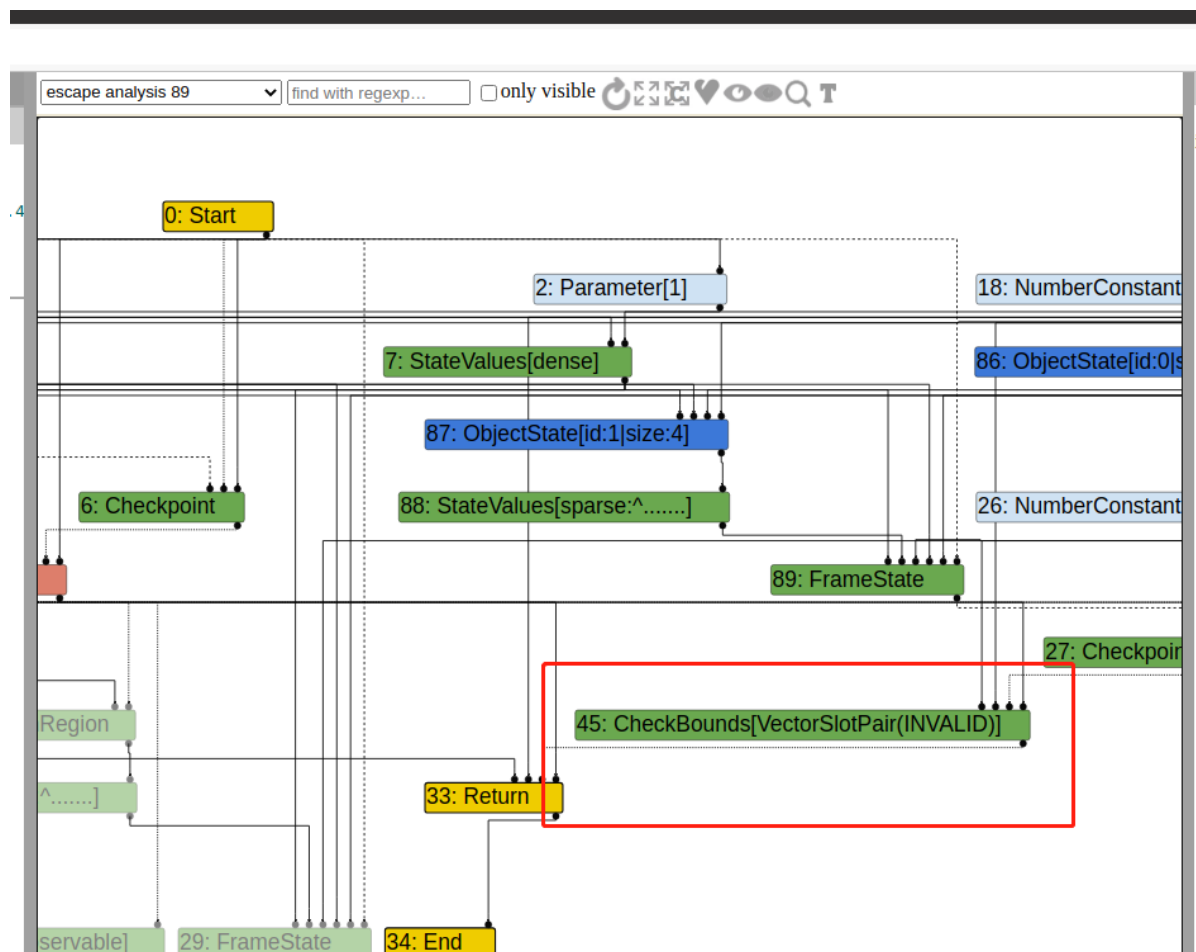 escape analysis 89 find with regexp… only visible T
. 4
0: Start
2: Parameter[1] 18: NumberConstant
7: StateValues[dense] 86: ObjectState[id:0|s
87: ObjectState[id:1|size:4]
6: Checkpoint 88: StateValues[sparse:^.......] 26: NumberConstant
89: FrameState
27: Checkpoin
Region 45: CheckBounds[VectorSlotPair(INVALID)]
^.......] 33: Return
servable] 29: FrameState 34: End